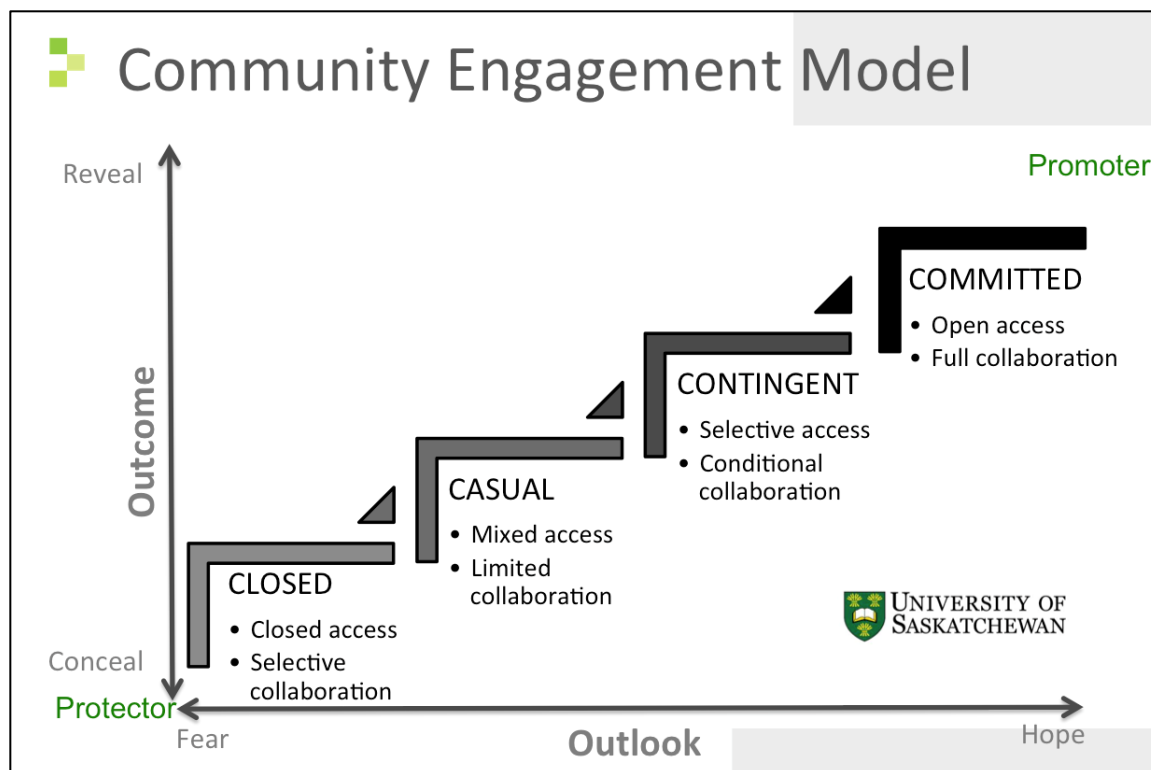 Community Engagement Model
Reveal
Promoter
COMMITTED
• Open access
• Full collaboration
CONTINGENT
• Selective access
• Conditional
collaboration
Outcome
CASUAL
• Mixed access
• Limited
collaboration
CLOSED
• Closed access
• Selective
collaboration
UNIVERSITY OF
SASKATCHEWAN
Conceal
Protector
Fear
Outlook
Hope